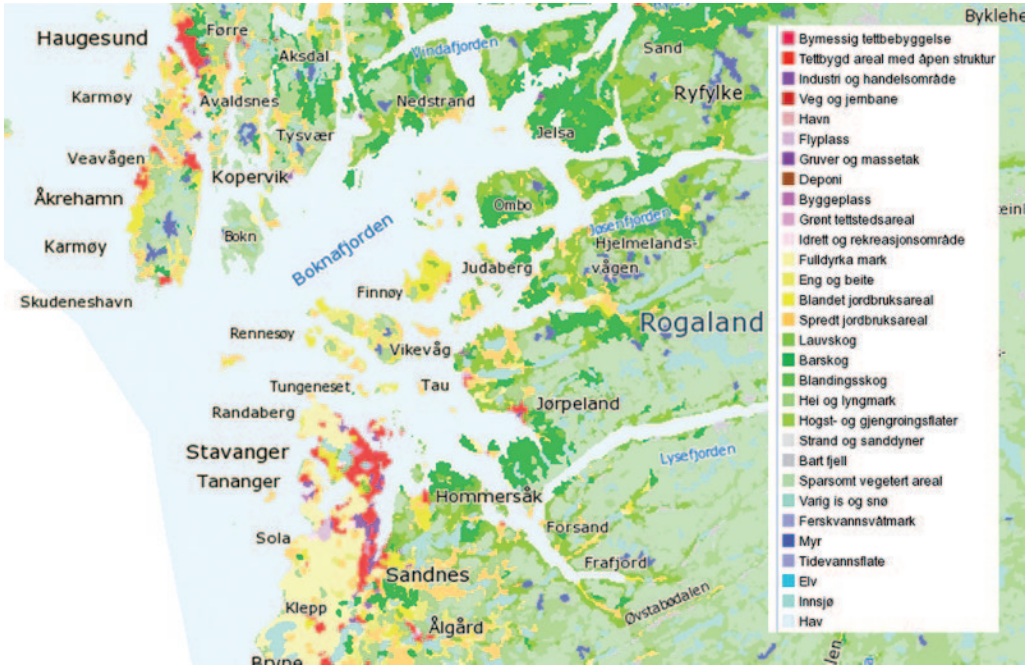 Byklehe
Haugesund
Førre
Aksdal
Vindafjorden
Sand
Karmøy
Avaldsnes
Nedstrand
Ryfylke
Tysvær
Jelsa
Veavågen
Kopervik
Åkrehamn
Ombo
Bokn
Boknafjorden
Jøsenfjorden
Karmøy
Hjelmelands-
vågen
Judaberg
Finnøy
Skudeneshavn
Rogaland
Rennesøy
Vikevåg
Tungeneset
Tau
Randaberg
Jørpeland
Stavanger
Lysefjorden
Tananger
Hommersåk
Sola
Forsand
Frafjord
Sandnes
Øvstabødalen
Klepp
Ålgård
Bryne
Bymessig tettbebyggelse
Tettbygd areal med åpen struktur
Industri og handelsområde
Veg og jernbane
Havn
Flyplass
Gruver og massetak
Deponi
Byggeplass
Grønt tettstedsareal
Idrett og rekreasjonsområde
Fulldyrka mark
Eng og beite
Blandet jordbruksareal
Spredt jordbruksareal
Lauvskog
Barskog
Blandingsskog
Hei og lyngmark
Hogst- og gjengroingsflater
Strand og sanddyner
Bart fjell
Sparsomt vegetert areal
Varig is og snø
Ferskvannsvåtmark
Myr
Tidevannsflate
Elv
Innsjø
Hav